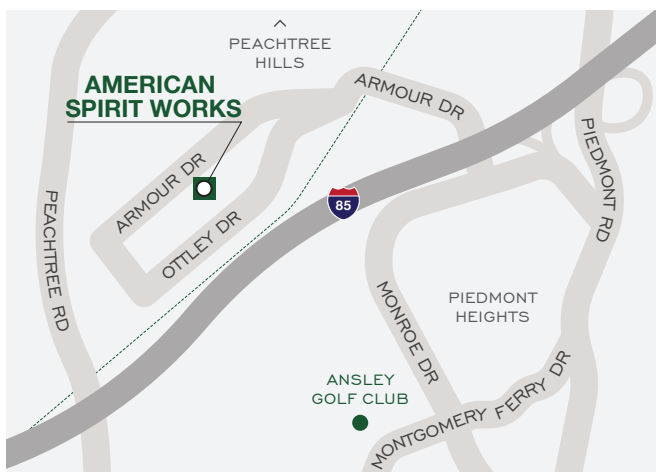 PEACHTREE
HILLS
AMERICAN
SPIRIT WORKS
ARMOUR DR
ARMOUR DR
OTTLEY DR
PEACHTREE RD
85
PIEDMONT RD
PIEDMONT
HEIGHTS
MONROE DR
ANSLEY
GOLF CLUB
MONTGOMERY FERRY DR